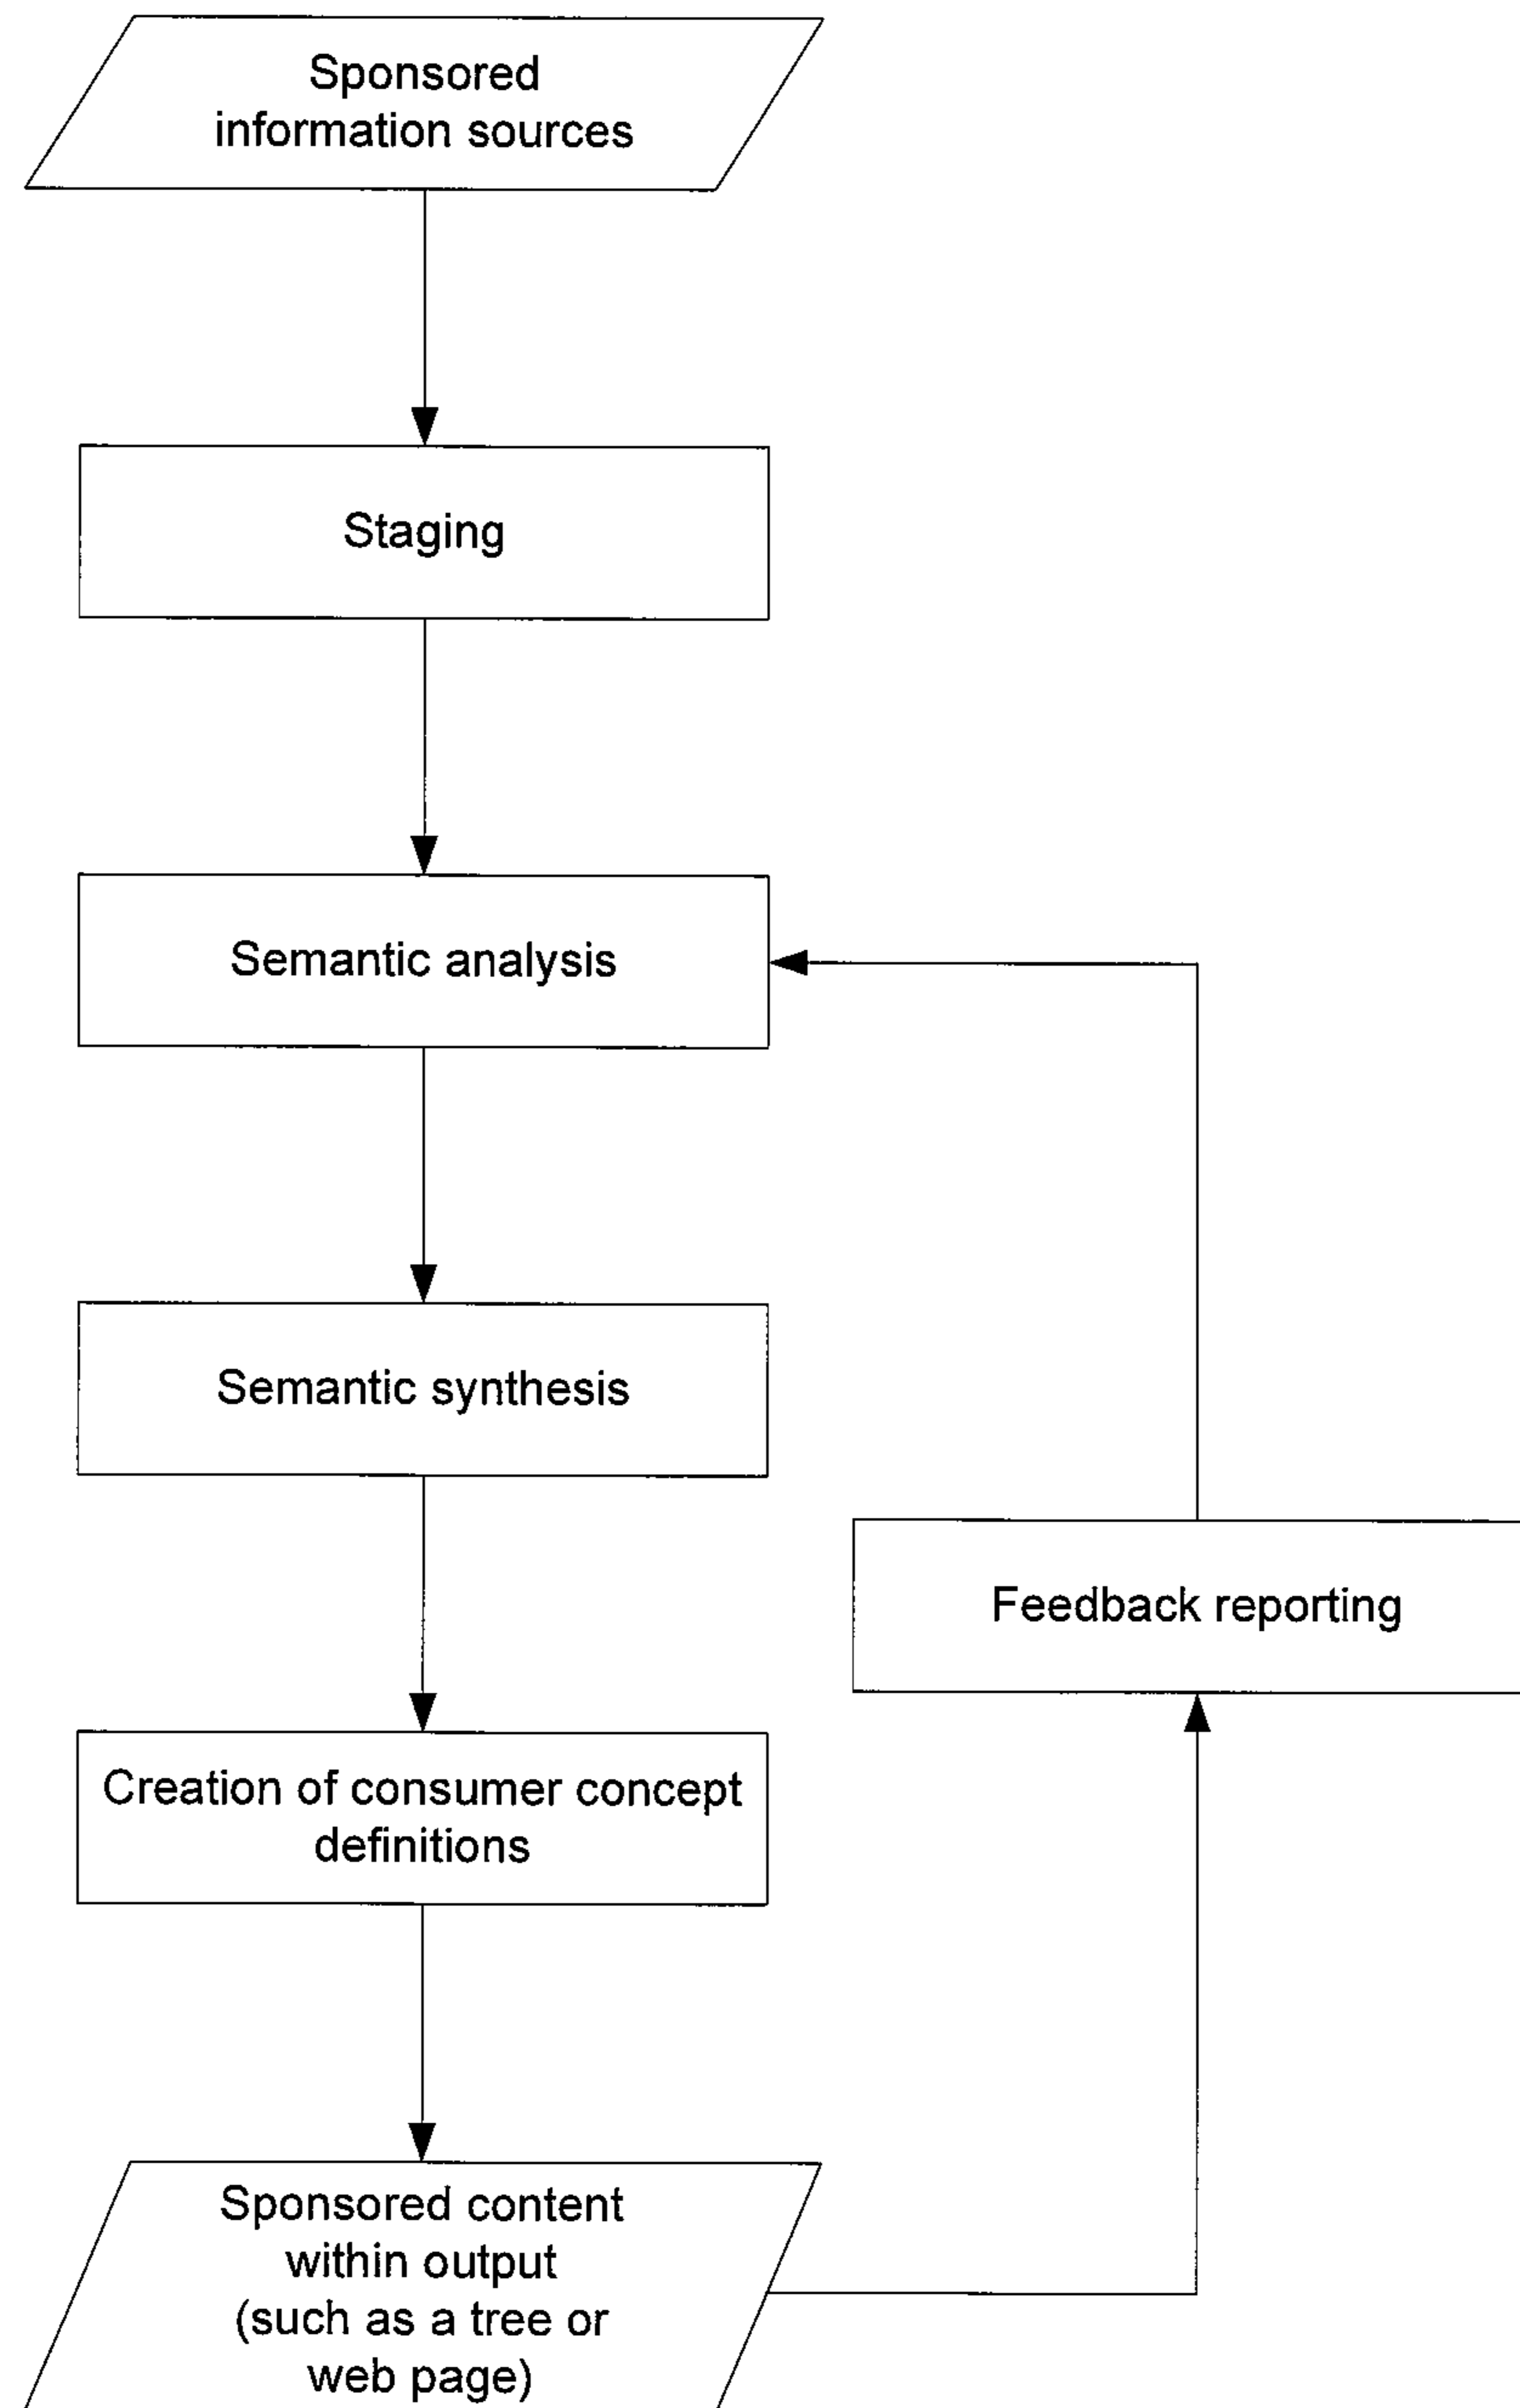 Sponsored
information sources
Staging
Semantic analysis
Semantic synthesis
Feedback reporting
Creation of consumer concept
definitions
Sponsored content
within output
(such as a tree or
web page)